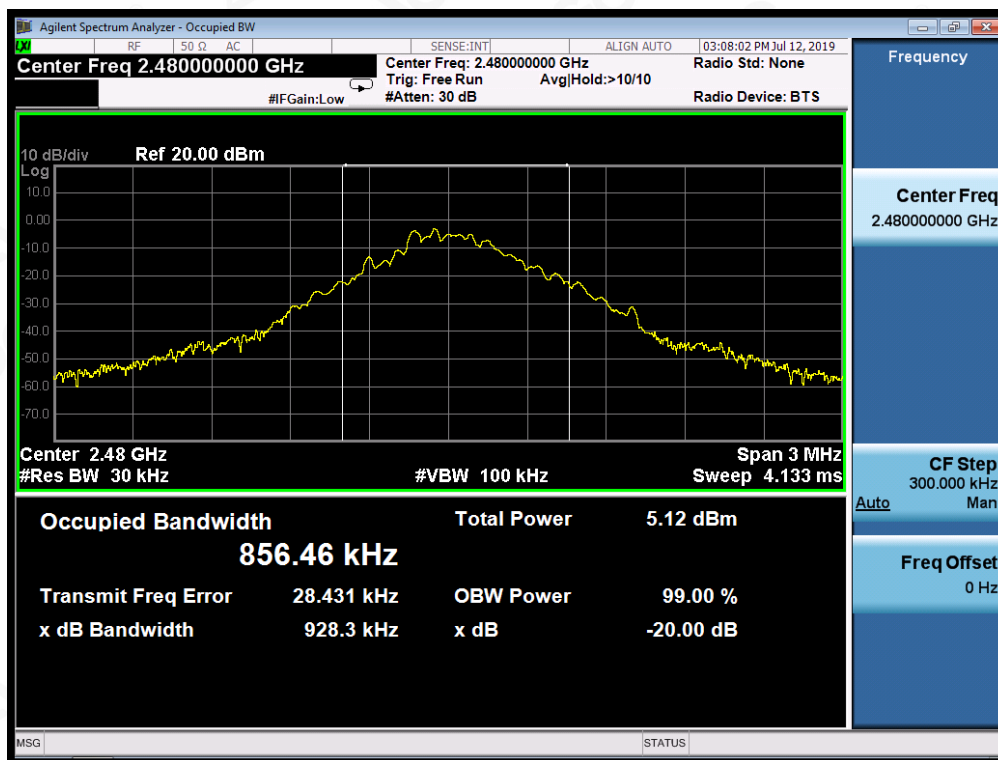 Agilent Spectrum Analyzer - Occupied BW
LXI RF 50 Ω AC SENSE:INT ALIGN AUTO 03:08:02 PM Jul 12, 2019
Center Freq 2.480000000 GHz
Center Freq: 2.480000000 GHz
Radio Std: None
Trig: Free Run Avg|Hold:>10/10
#IFGain:Low
#Atten: 30 dB
Radio Device: BTS
10 dB/div Ref 20.00 dBm
Log
10.0
0.00
-10.0
-20.0
-30.0
-40.0
-50.0
-60.0
-70.0
Center 2.48 GHz Span 3 MHz
#Res BW 30 kHz #VBW 100 kHz Sweep 4.133 ms
Occupied Bandwidth Total Power 5.12 dBm
856.46 kHz
Transmit Freq Error 28.431 kHz OBW Power 99.00 %
x dB Bandwidth 928.3 kHz x dB -20.00 dB
MSG STATUS
Frequency
Center Freq
2.480000000 GHz
CF Step
300.000 kHz
Auto Man
Freq Offset
0 Hz